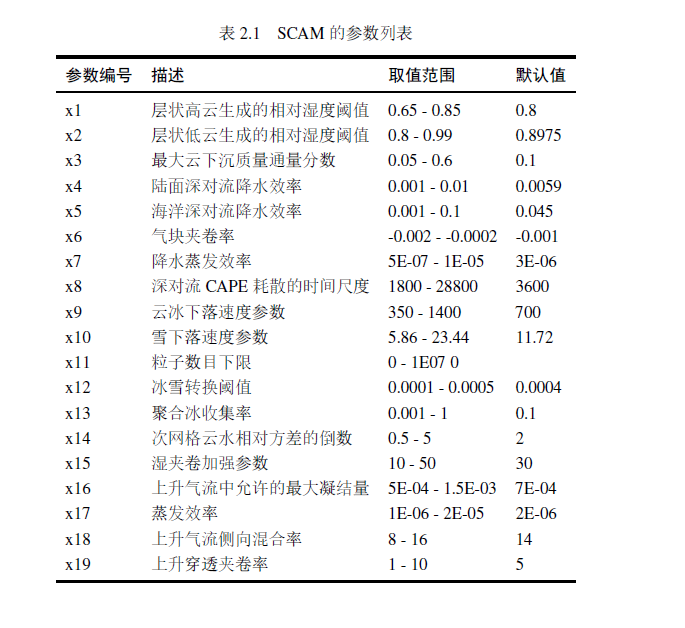 表 2.1 SCAM 的参数列表
参数编号 描述 取值范围 默认值
x1 层状高云生成的相对湿度阈值 0.65 - 0.85 0.8
x2 层状低云生成的相对湿度阈值 0.8 - 0.99 0.8975
x3 最大云下沉质量通量分数 0.05 - 0.6 0.1
x4 陆面深对流降水效率 0.001 - 0.01 0.0059
x5 海洋深对流降水效率 0.001 - 0.1 0.045
x6 气块夹卷率 -0.002 - -0.0002 -0.001
x7 降水蒸发效率 5E-07 - 1E-05 3E-06
x8 深对流 CAPE 耗散的时间尺度 1800 - 28800 3600
x9 云冰下落速度参数 350 - 1400 700
x10 雪下落速度参数 5.86 - 23.44 11.72
x11 粒子数目下限 0 - 1E07 0
x12 冰雪转换阈值 0.0001 - 0.0005 0.0004
x13 聚合冰收集率 0.001 - 1 0.1
x14 次网格云水相对方差的倒数 0.5 - 5 2
x15 湿夹卷加强参数 10 - 50 30
x16 上升气流中允许的最大凝结量 5E-04 - 1.5E-03 7E-04
x17 蒸发效率 1E-06 - 2E-05 2E-06
x18 上升气流侧向混合率 8 - 16 14
x19 上升穿透夹卷率 1 - 10 5